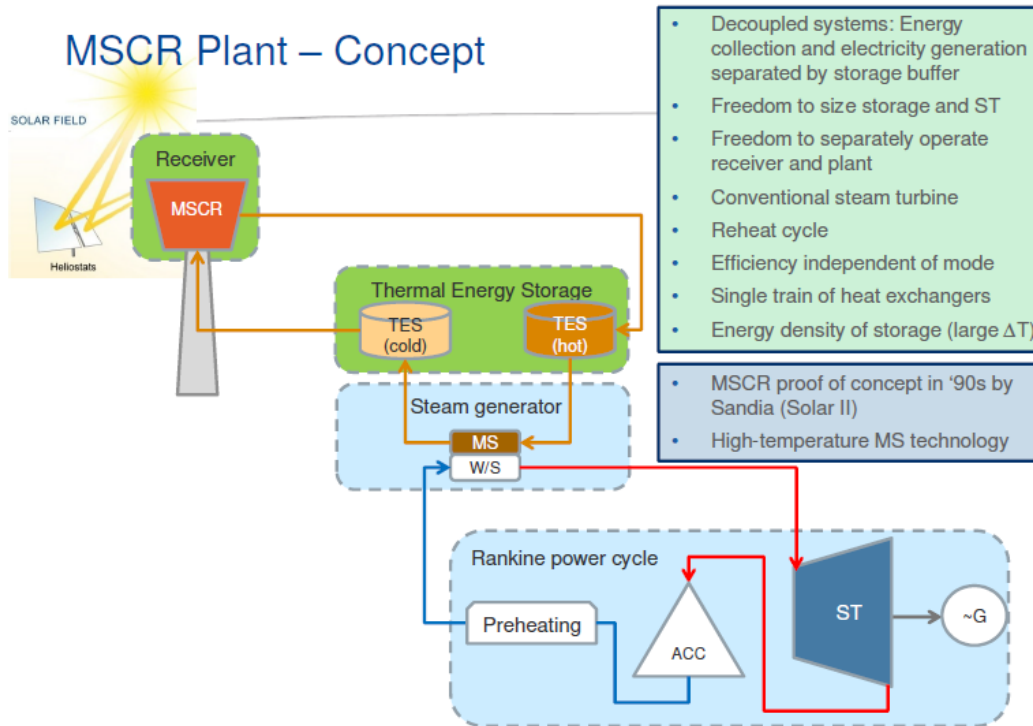 MSCR Plant – Concept
SOLAR FIELD
Heliostats
Receiver
MSCR
Thermal Energy Storage
TES
(cold)
TES
(hot)
Steam generator
MS
W/S
Rankine power cycle
Preheating
ACC
ST
~G
• Decoupled systems: Energy
collection and electricity generation
separated by storage buffer
• Freedom to size storage and ST
• Freedom to separately operate
receiver and plant
• Conventional steam turbine
• Reheat cycle
• Efficiency independent of mode
• Single train of heat exchangers
• Energy density of storage (large ΔT)
• MSCR proof of concept in ‘90s by
Sandia (Solar II)
• High-temperature MS technology